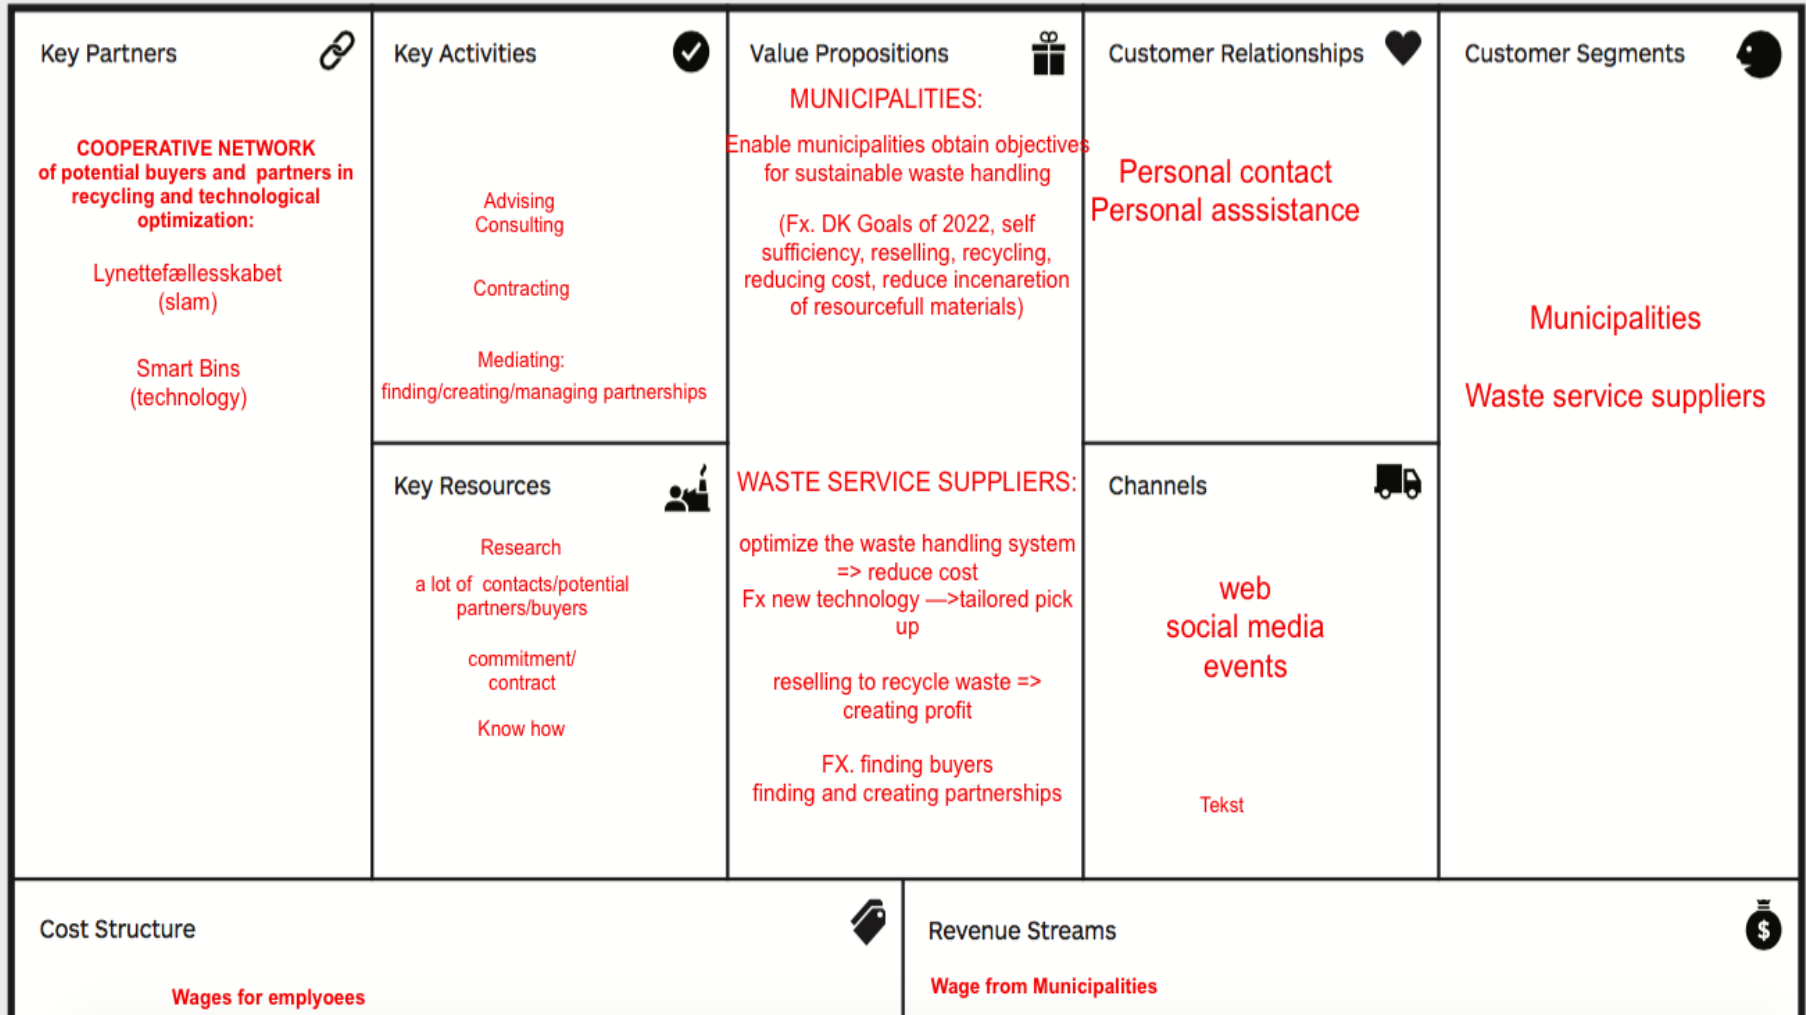 Key Partners
COOPERATIVE NETWORK
of potential buyers and partners in
recycling and technological
optimization:
Lynettefællesskabet
(slam)
Smart Bins
(technology)
Key Activities
Advising
Consulting
Contracting
Mediating:
finding/creating/managing partnerships
Key Resources
Research
a lot of contacts/potential
partners/buyers
commitment/
contract
Know how
Value Propositions
MUNICIPALITIES:
Enable municipalities obtain objectives
for sustainable waste handling
(Fx. DK Goals of 2022, self
sufficiency, reselling, recycling,
reducing cost, reduce incenaretion
of resourcefull materials)
WASTE SERVICE SUPPLIERS:
optimize the waste handling system
=> reduce cost
Fx new technology —>tailored pick
up
reselling to recycle waste =>
creating profit
FX. finding buyers
finding and creating partnerships
Customer Relationships
Personal contact
Personal asssistance
Channels
web
social media
events
Tekst
Customer Segments
Municipalities
Waste service suppliers
Cost Structure
Wages for emplyoees
Revenue Streams
$
Wage from Municipalities